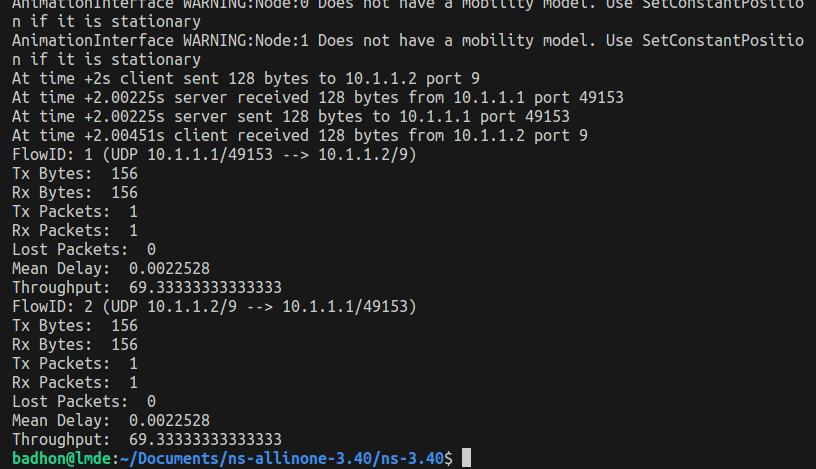 AnimationInterface WARNING:Node:0 Does not have a mobility model. Use SetConstantPositio
n if it is stationary
AnimationInterface WARNING:Node:1 Does not have a mobility model. Use SetConstantPositio
n if it is stationary
At time +2s client sent 128 bytes to 10.1.1.2 port 9
At time +2.00225s server received 128 bytes from 10.1.1.1 port 49153
At time +2.00225s server sent 128 bytes to 10.1.1.1 port 49153
At time +2.00451s client received 128 bytes from 10.1.1.2 port 9
FlowID: 1 (UDP 10.1.1.1/49153 --> 10.1.1.2/9)
Tx Bytes:  156
Rx Bytes:  156
Tx Packets:  1
Rx Packets:  1
Lost Packets:  0
Mean Delay:  0.0022528
Throughput:  69.33333333333333
FlowID: 2 (UDP 10.1.1.2/9 --> 10.1.1.1/49153)
Tx Bytes:  156
Rx Bytes:  156
Tx Packets:  1
Rx Packets:  1
Lost Packets:  0
Mean Delay:  0.0022528
Throughput:  69.33333333333333
badhon@lmde:~/Documents/ns-allinone-3.40/ns-3.40$